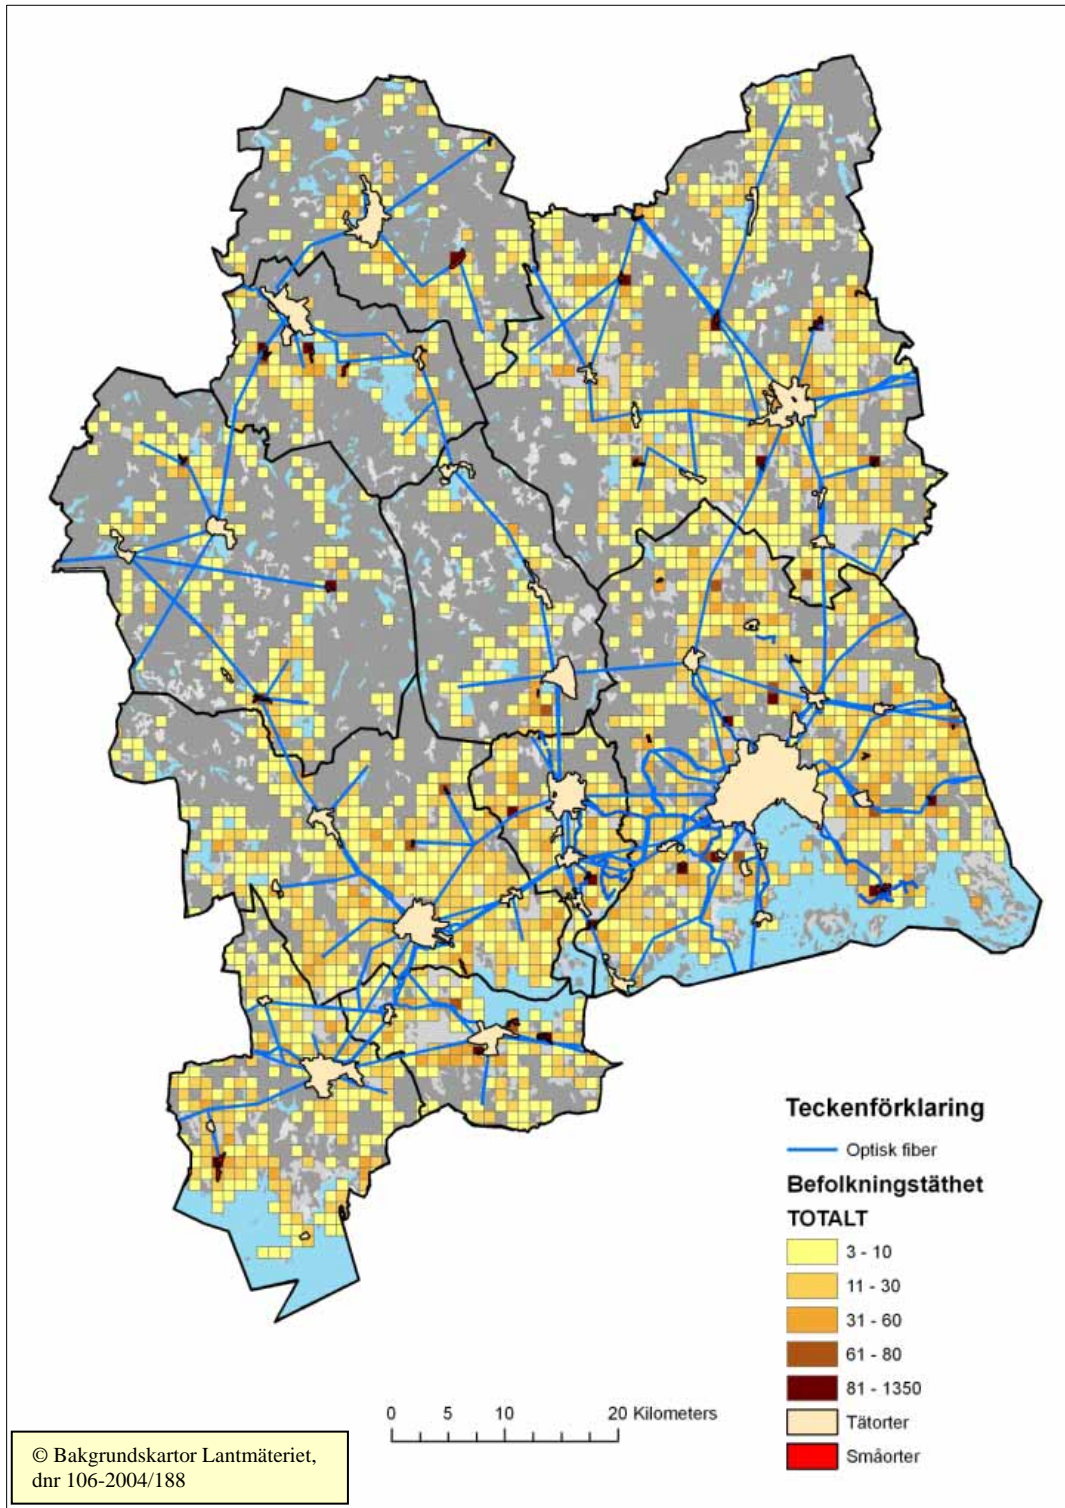 Teckenförklaring
Optisk fiber
Befolkningstäthet
TOTALT
3 - 10
11 - 30
31 - 60
61 - 80
81 - 1350
Tätorter
Småorter
0 5 10 20 Kilometers
© Bakgrundskartor Lantmäteriet,
dnr 106-2004/188